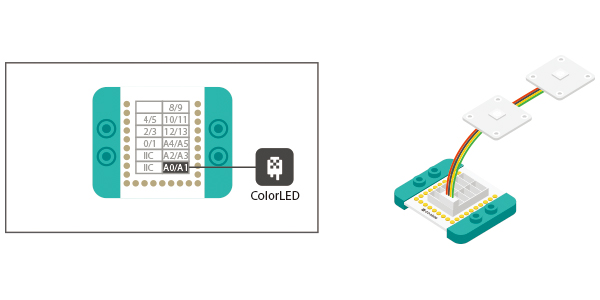 8/9
4/5 10/11
2/3 12/13
0/1 A4/A5
IIC A2/A3
IIC A0/A1
ColorLED